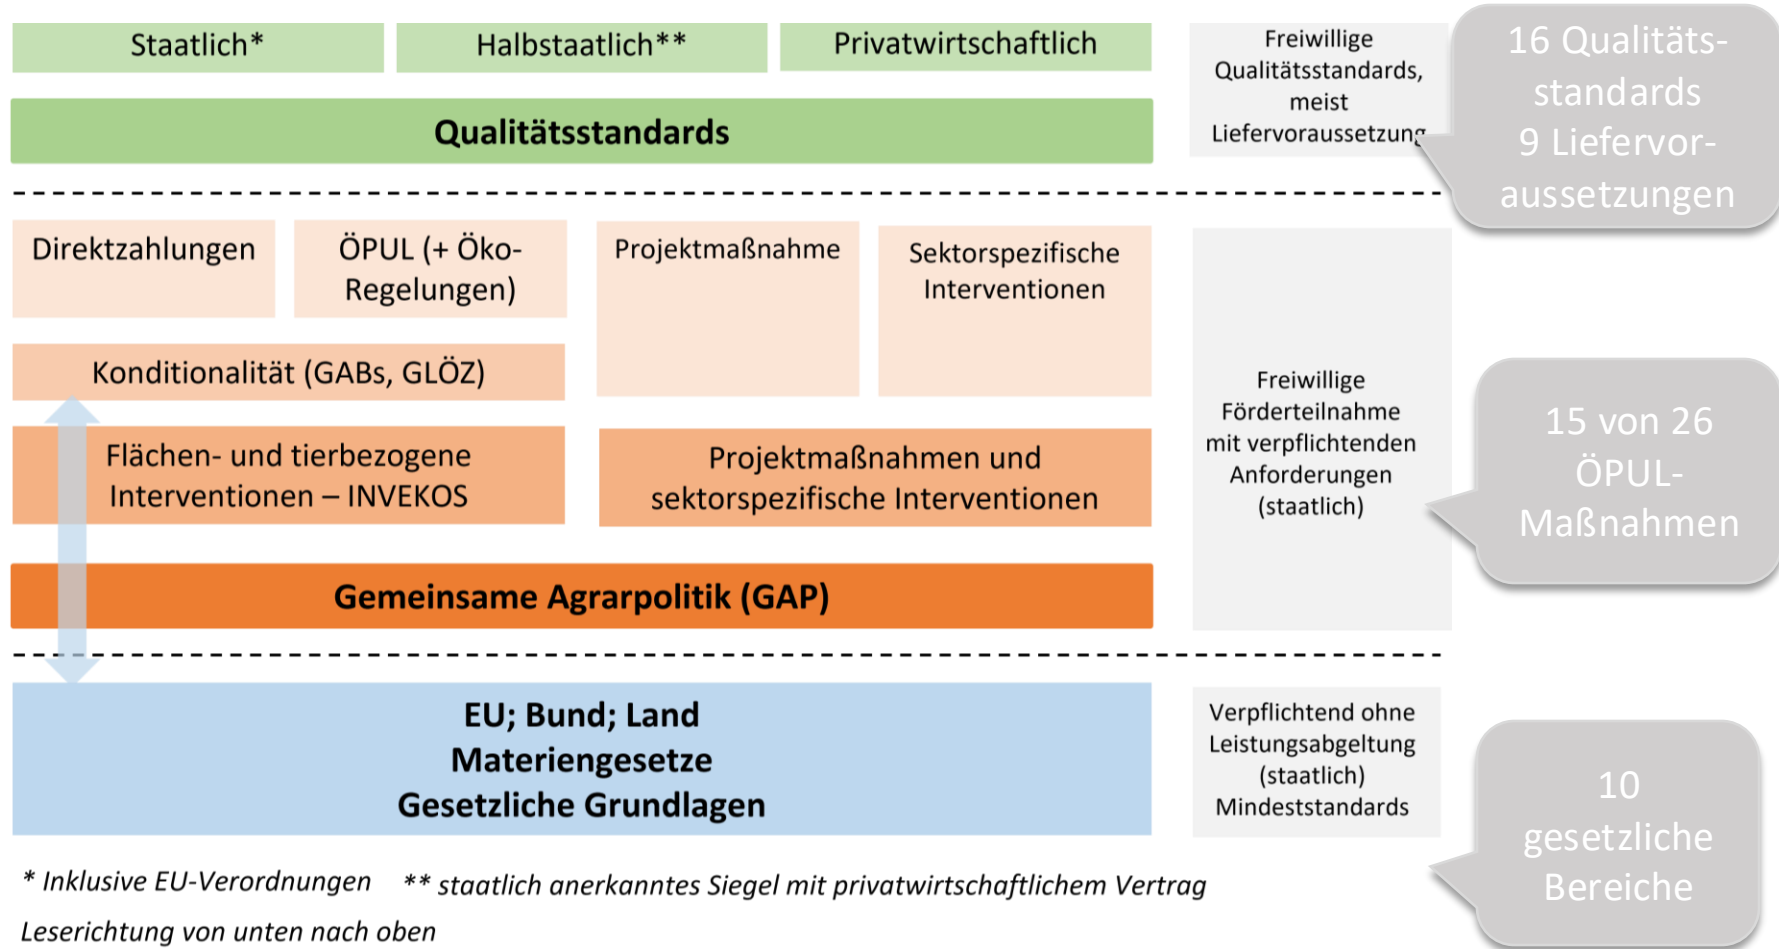 Staatlich*
Halbstaatlich**
Privatwirtschaftlich
Qualitätsstandards
Freiwillige
Qualitätsstandards,
meist
Liefervoraussetzung
16 Qualitäts-
standards
9 Liefervor-
aussetzungen
Direktzahlungen
ÖPUL (+ Öko-
Regelungen)
Projektmaßnahme
Sektorspezifische
Interventionen
Konditionalität (GABs, GLÖZ)
Flächen- und tierbezogene
Interventionen – INVEKOS
Projektmaßnahmen und
sektorspezifische Interventionen
Gemeinsame Agrarpolitik (GAP)
Freiwillige
Förderteilnahme
mit verpflichtenden
Anforderungen
(staatlich)
15 von 26
ÖPUL-
Maßnahmen
EU; Bund; Land
Materiengesetze
Gesetzliche Grundlagen
Verpflichtend ohne
Leistungsabgeltung
(staatlich)
Mindeststandards
10
gesetzliche
Bereiche
* Inklusive EU-Verordnungen ** staatlich anerkanntes Siegel mit privatwirtschaftlichem Vertrag
Leserichtung von unten nach oben